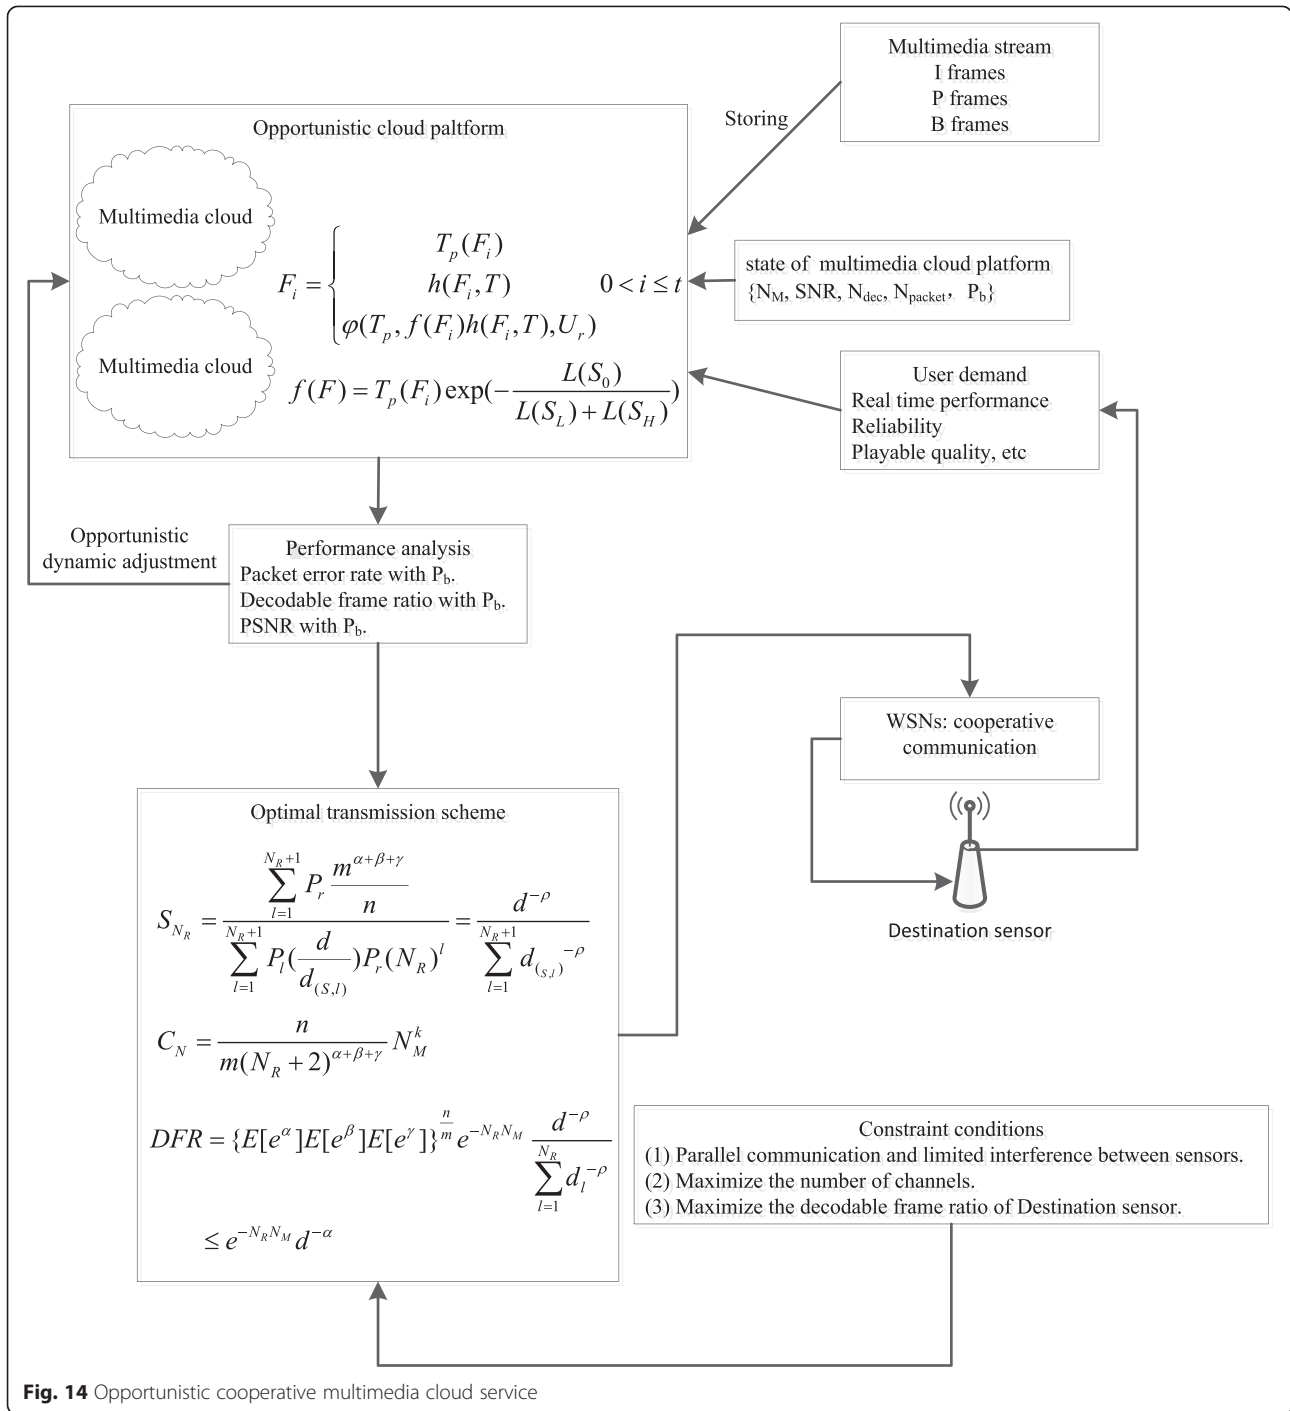 Multimedia stream
I frames
P frames
B frames
Storing
Opportunistic cloud paltform
Multimedia cloud
Multimedia cloud
F_i = { T_p(F_i)
h(F_i, T) 0 < i ≤ t
φ(T_p, f(F_i)h(F_i, T), U_r)
f(F) = T_p(F_i) exp(− L(S_0) / (L(S_L) + L(S_H)))
state of multimedia cloud platform
{N_M, SNR, N_dec, N_packet, P_b}
User demand
Real time performance
Reliability
Playable quality, etc
Opportunistic
dynamic adjustment
Performance analysis
Packet error rate with P_b.
Decodable frame ratio with P_b.
PSNR with P_b.
WSNs: cooperative
communication
Destination sensor
Optimal transmission scheme
S_{N_R} = (∑_{l=1}^{N_R+1} P_r m^{α+β+γ} / n) / (∑_{l=1}^{N_R+1} P_l (d / d_{(S,l)}) P_r (N_R)^l) = d^{−ρ} / ∑_{l=1}^{N_R+1} d_{(S,l)}^{−ρ}
C_N = n / (m(N_R + 2)^{α+β+γ}) N_M^k
DFR = {E[e^α]E[e^β]E[e^γ]}^{n/m} e^{−N_R N_M} d^{−ρ} / ∑_{l=1}^{N_R} d_l^{−ρ}
≤ e^{−N_R N_M} d^{−α}
Constraint conditions
(1) Parallel communication and limited interference between sensors.
(2) Maximize the number of channels.
(3) Maximize the decodable frame ratio of Destination sensor.
Fig. 14 Opportunistic cooperative multimedia cloud service